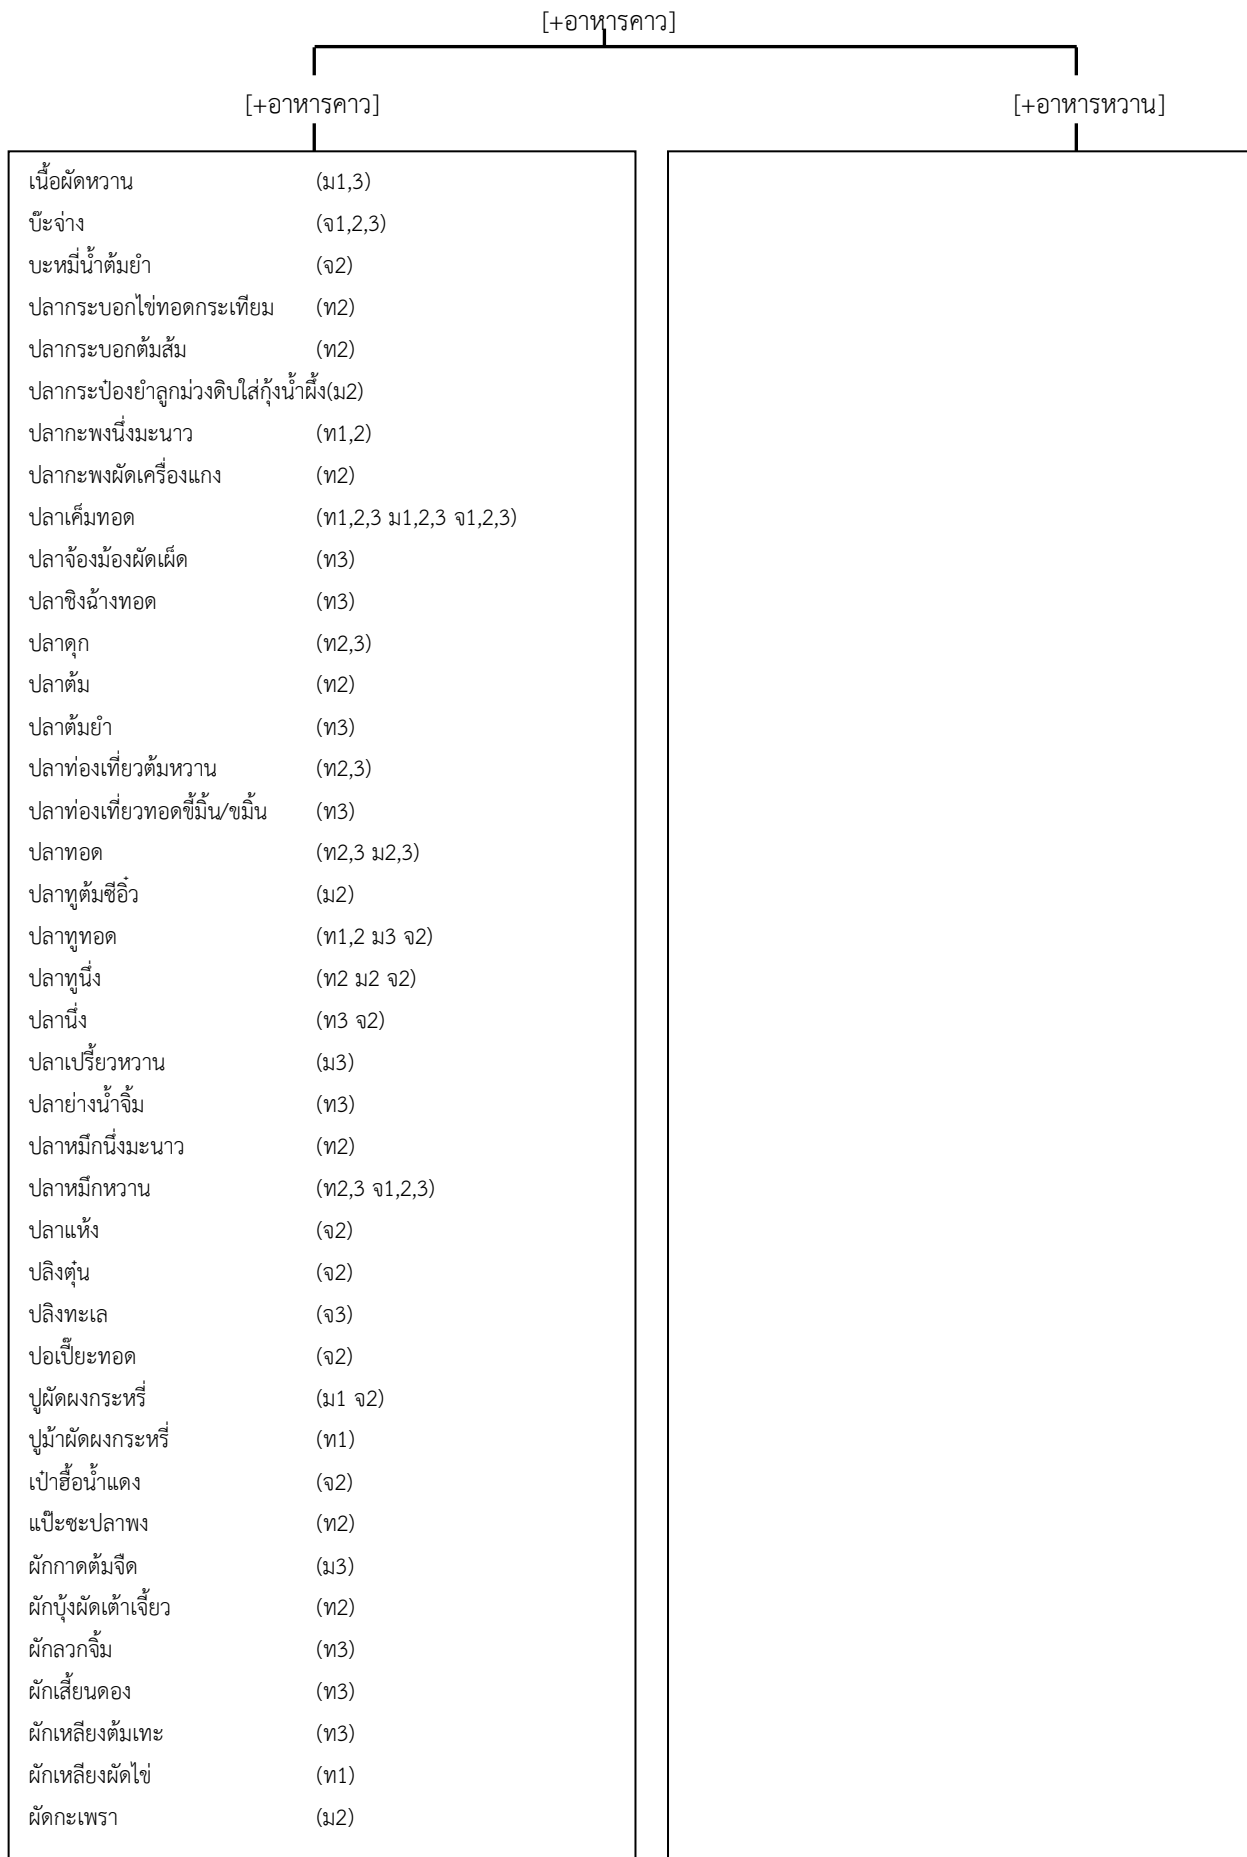 [+อาหารคาว]
[+อาหารคาว] [+อาหารหวาน]
เนื้อผัดหวาน (ม1,3)
บ๊ะจ่าง (จ1,2,3)
บะหมี่น้ำต้มยำ (จ2)
ปลากระบอกไข่ทอดกระเทียม (ท2)
ปลากระบอกต้มส้ม (ท2)
ปลากระป๋องยำลูกม่วงดิบใส่กุ้งน้ำผึ้ง(ม2)
ปลากะพงนึ่งมะนาว (ท1,2)
ปลากะพงผัดเครื่องแกง (ท2)
ปลาเค็มทอด (ท1,2,3 ม1,2,3 จ1,2,3)
ปลาจ้องม้องผัดเผ็ด (ท3)
ปลาชิงฉ้างทอด (ท3)
ปลาดุก (ท2,3)
ปลาต้ม (ท2)
ปลาต้มยำ (ท3)
ปลาท่องเที่ยวต้มหวาน (ท2,3)
ปลาท่องเที่ยวทอดขี้มิ้น/ขมิ้น (ท3)
ปลาทอด (ท2,3 ม2,3)
ปลาทูต้มซีอิ๋ว (ม2)
ปลาทูทอด (ท1,2 ม3 จ2)
ปลาทูนึ่ง (ท2 ม2 จ2)
ปลานึ่ง (ท3 จ2)
ปลาเปรี้ยวหวาน (ม3)
ปลาย่างน้ำจิ้ม (ท3)
ปลาหมึกนึ่งมะนาว (ท2)
ปลาหมึกหวาน (ท2,3 จ1,2,3)
ปลาแห้ง (จ2)
ปลิงตุ๋น (จ2)
ปลิงทะเล (จ3)
ปอเปี๊ยะทอด (จ2)
ปูผัดผงกระหรี่ (ม1 จ2)
ปูม้าผัดผงกระหรี่ (ท1)
เป๋าฮื้อน้ำแดง (จ2)
แป๊ะซะปลาพง (ท2)
ผักกาดต้มจืด (ม3)
ผักบุ้งผัดเต้าเจี้ยว (ท2)
ผักลวกจิ้ม (ท3)
ผักเสี้ยนดอง (ท3)
ผักเหลียงต้มเทะ (ท3)
ผักเหลียงผัดไข่ (ท1)
ผัดกะเพรา (ม2)